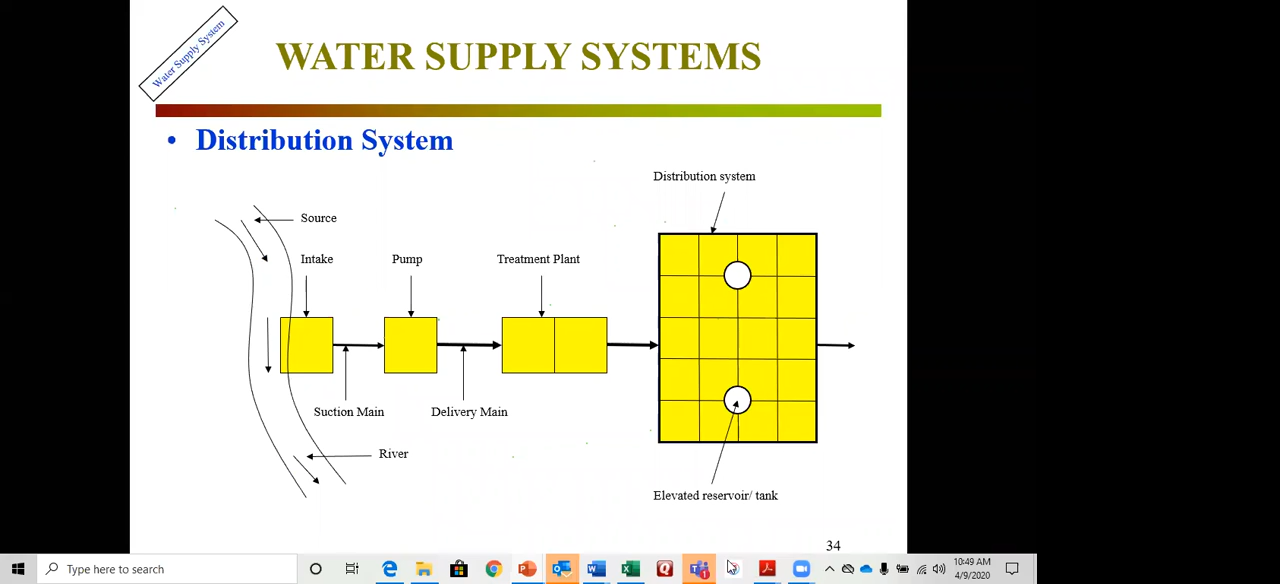 Water Supply System
WATER SUPPLY SYSTEMS
• Distribution System
Distribution system
Source
Intake
Pump
Treatment Plant
Suction Main
Delivery Main
River
Elevated reservoir/ tank
34
Type here to search
10:49 AM
4/9/2020